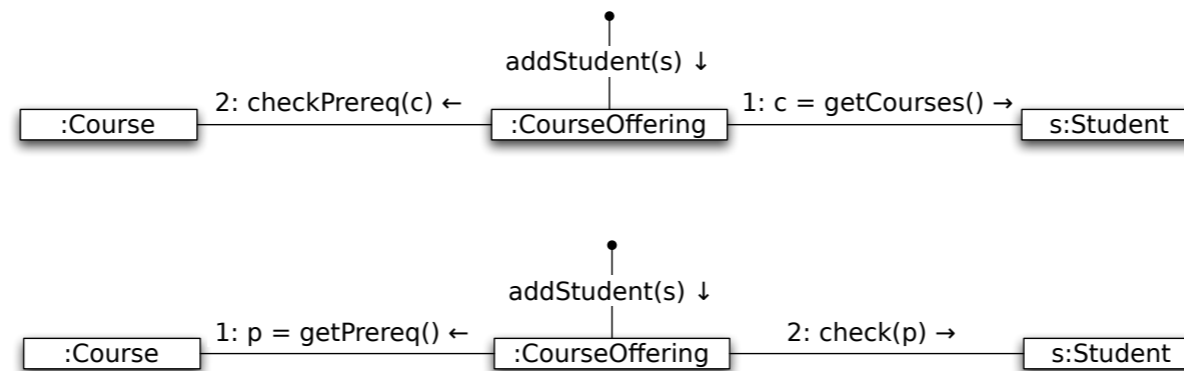 addStudent(s) ↓
2: checkPrereq(c) ←
1: c = getCourses() →
:Course
:CourseOffering
s:Student
addStudent(s) ↓
1: p = getPrereq() ←
2: check(p) →
:Course
:CourseOffering
s:Student